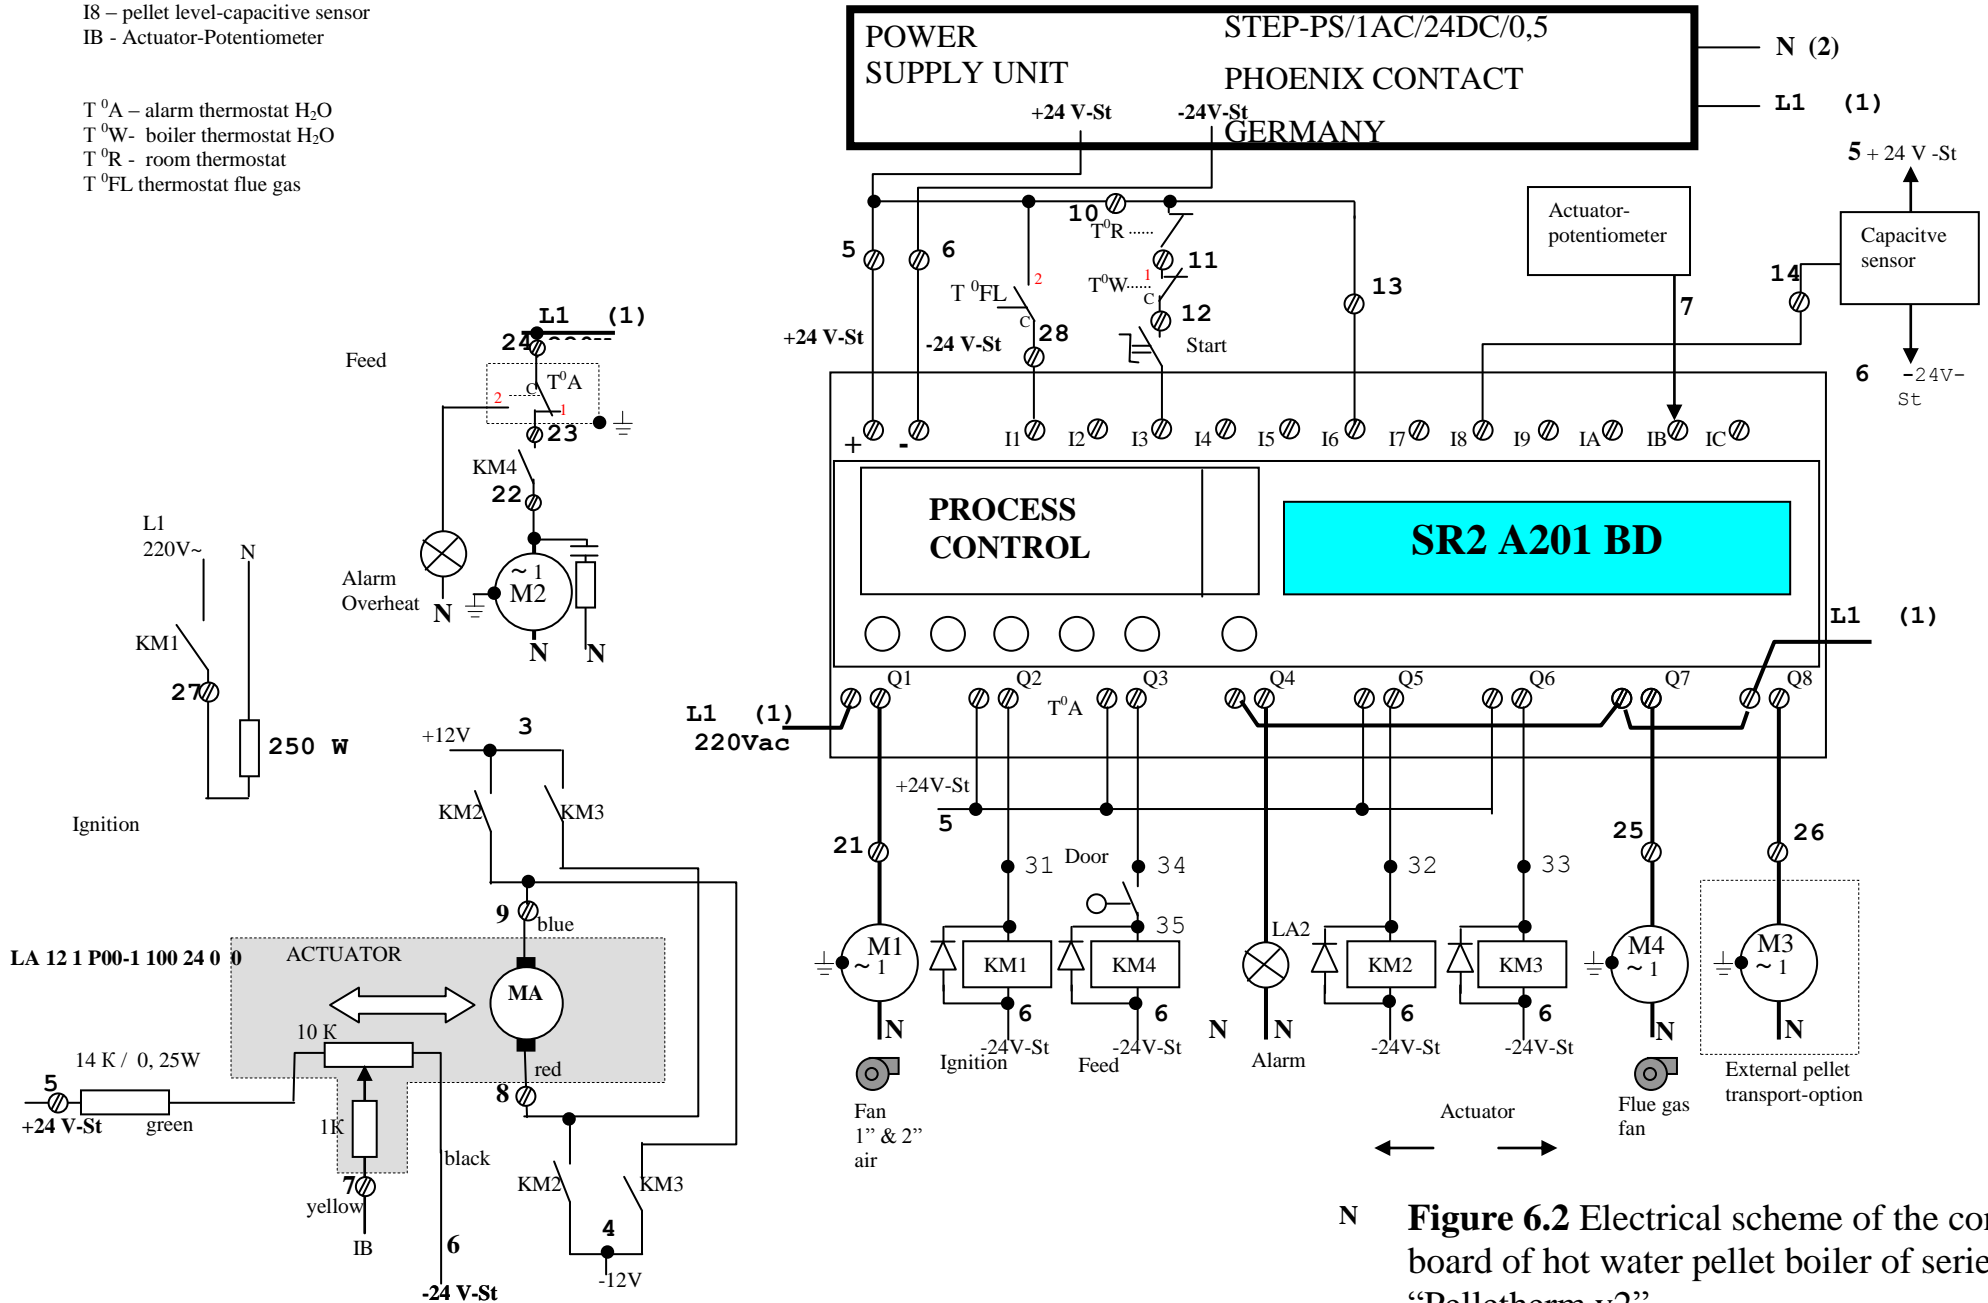 I8 – pellet level-capacitive sensor
IB - Actuator-Potentiometer
T ⁰A – alarm thermostat H₂O
T ⁰W- boiler thermostat H₂O
T ⁰R - room thermostat
T ⁰FL thermostat flue gas
POWER
SUPPLY UNIT
STEP-PS/1AC/24DC/0,5
PHOENIX CONTACT
GERMANY
+24 V-St
-24V-St
N (2)
L1 (1)
5 + 24 V -St
Capacitve
sensor
14
6 -24V-
St
Actuator-
potentiometer
7
5
6
10
T⁰R ......
11
1
T⁰W......
C
12
Start
13
2
T ⁰FL
C
28
+24 V-St
-24 V-St
+ - I1 I2 I3 I4 I5 I6 I7 I8 I9 IA IB IC
PROCESS
CONTROL
SR2 A201 BD
L1 (1)
Q1 Q2 Q3 Q4 Q5 Q6 Q7 Q8
T⁰A
L1 (1)
220Vac
+24V-St
5
21
31
Door
34
35
32
33
25
26
M1
~ 1
KM1
KM4
LA2
KM2
KM3
M4
~ 1
M3
~ 1
N
6
6
N
N
6
6
N
N
-24V-St
-24V-St
-24V-St
-24V-St
Ignition
Feed
Alarm
Fan
1” & 2”
air
Actuator
Flue gas
fan
External pellet
transport-option
L1 (1)
24
Feed
C
T⁰A
2
1
23
KM4
22
~ 1
M2
Alarm
Overheat
N
N
N
L1
220V~
N
KM1
27
250 W
Ignition
+12V
3
KM2
KM3
9
blue
LA 12 1 P00-1 100 24 0 0
ACTUATOR
MA
10 K
14 K / 0, 25W
5
+24 V-St
green
1K
red
8
black
7
yellow
IB
6
-24 V-St
KM2
KM3
4
-12V
N
Figure 6.2 Electrical scheme of the con
board of hot water pellet boiler of serie